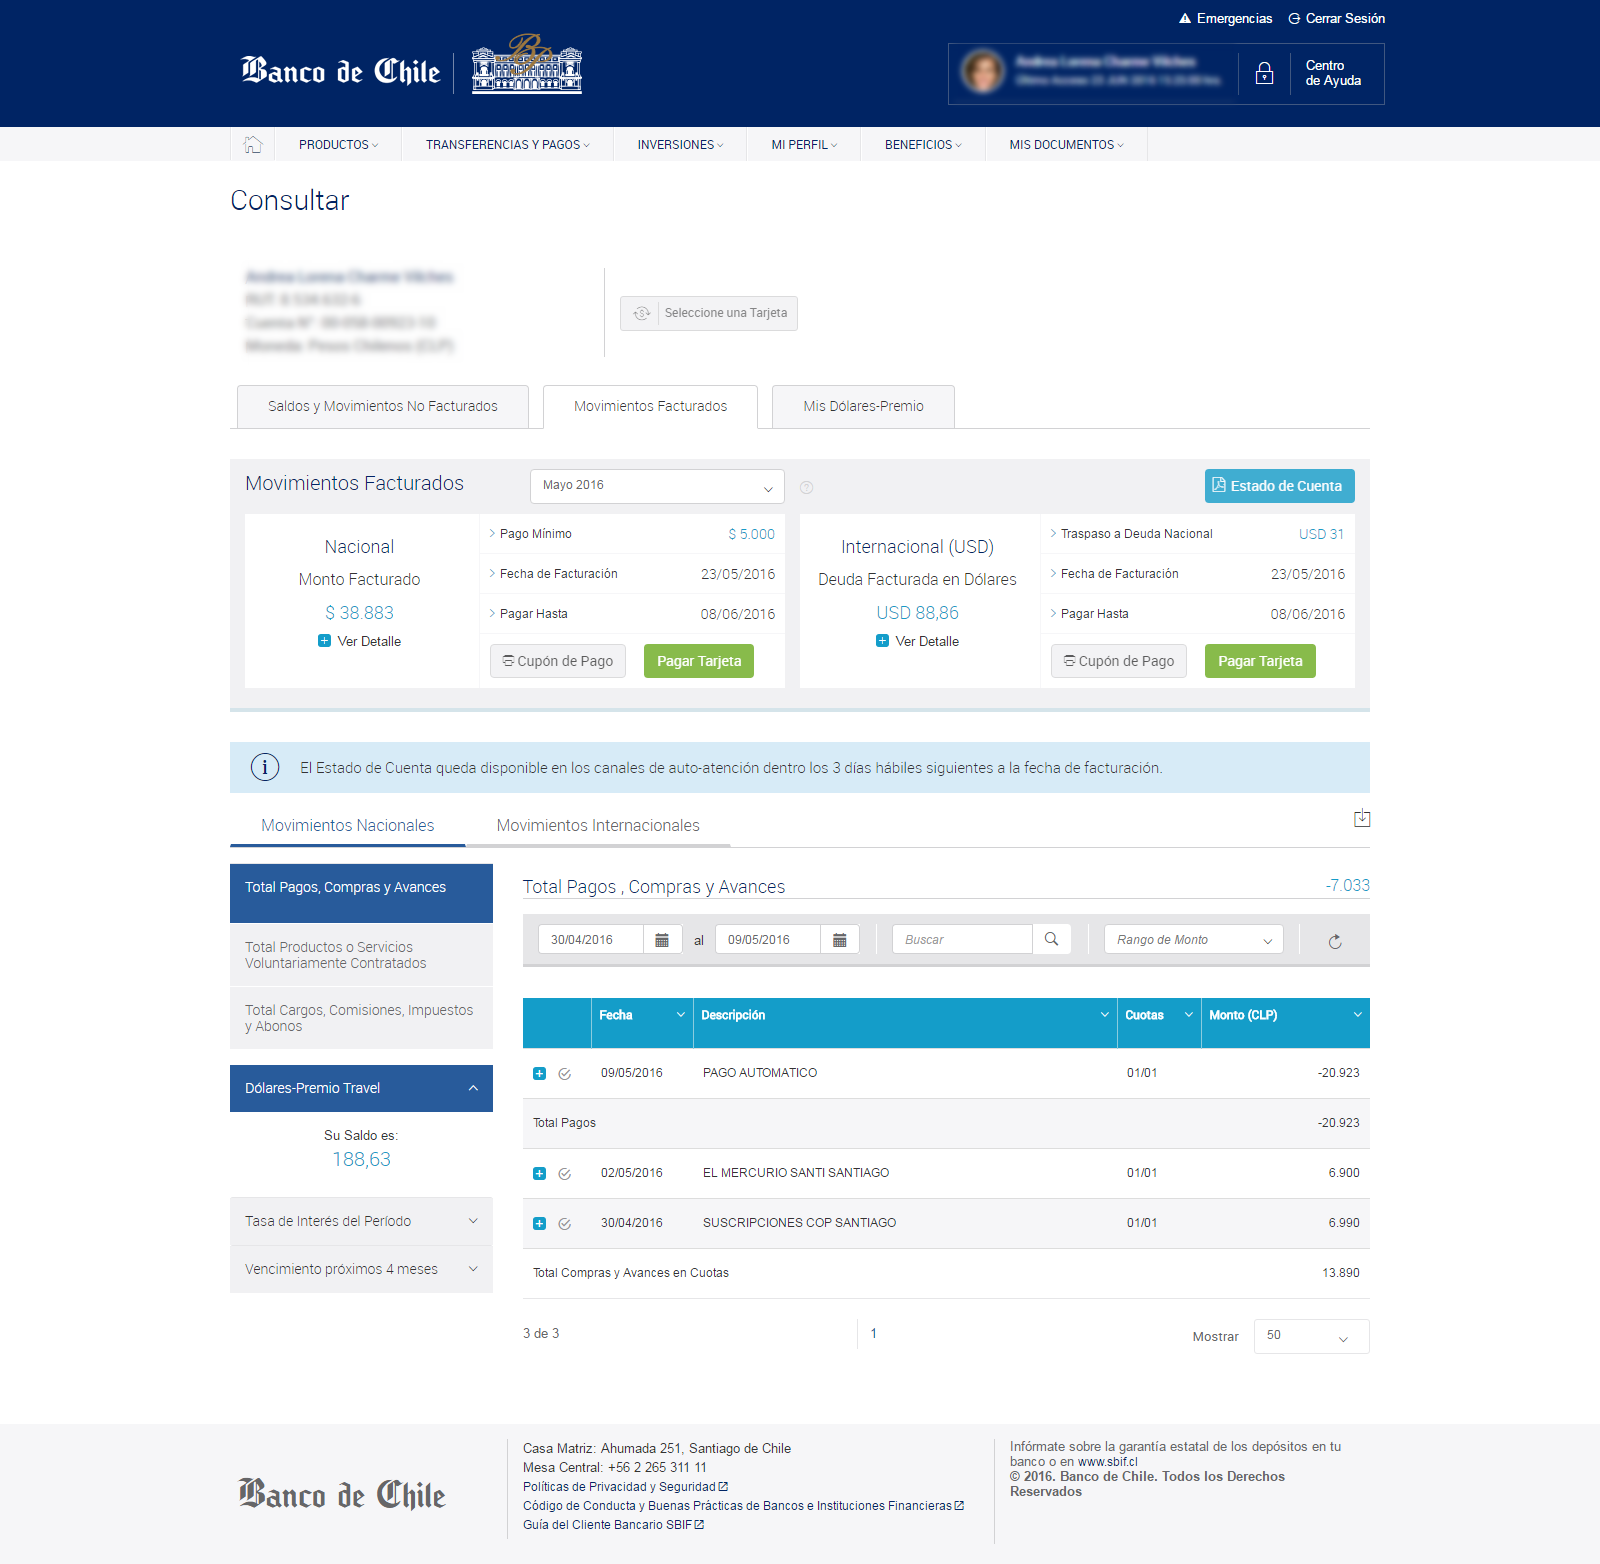 Emergencias Cerrar Sesión
Banco de Chile
Centro
de Ayuda
PRODUCTOS TRANSFERENCIAS Y PAGOS INVERSIONES MI PERFIL BENEFICIOS MIS DOCUMENTOS
Consultar
Seleccione una Tarjeta
Saldos y Movimientos No Facturados Movimientos Facturados Mis Dólares-Premio
Movimientos Facturados Mayo 2016 Estado de Cuenta
Nacional
Monto Facturado
$ 38.883
Ver Detalle
Pago Mínimo $ 5.000
Fecha de Facturación 23/05/2016
Pagar Hasta 08/06/2016
Cupón de Pago Pagar Tarjeta
Internacional (USD)
Deuda Facturada en Dólares
USD 88,86
Ver Detalle
Traspaso a Deuda Nacional USD 31
Fecha de Facturación 23/05/2016
Pagar Hasta 08/06/2016
Cupón de Pago Pagar Tarjeta
El Estado de Cuenta queda disponible en los canales de auto-atención dentro los 3 días hábiles siguientes a la fecha de facturación.
Movimientos Nacionales Movimientos Internacionales
Total Pagos, Compras y Avances
Total Productos o Servicios
Voluntariamente Contratados
Total Cargos, Comisiones, Impuestos
y Abonos
Dólares-Premio Travel
Su Saldo es:
188,63
Tasa de Interés del Período
Vencimiento próximos 4 meses
Total Pagos , Compras y Avances -7.033
30/04/2016 al 09/05/2016 Buscar Rango de Monto
Fecha Descripción Cuotas Monto (CLP)
09/05/2016 PAGO AUTOMATICO 01/01 -20.923
Total Pagos -20.923
02/05/2016 EL MERCURIO SANTI SANTIAGO 01/01 6.900
30/04/2016 SUSCRIPCIONES COP SANTIAGO 01/01 6.990
Total Compras y Avances en Cuotas 13.890
3 de 3 1 Mostrar 50
Banco de Chile
Casa Matriz: Ahumada 251, Santiago de Chile
Mesa Central: +56 2 265 311 11
Políticas de Privacidad y Seguridad
Código de Conducta y Buenas Prácticas de Bancos e Instituciones Financieras
Guía del Cliente Bancario SBIF
Infórmate sobre la garantía estatal de los depósitos en tu
banco o en www.sbif.cl
© 2016. Banco de Chile. Todos los Derechos
Reservados